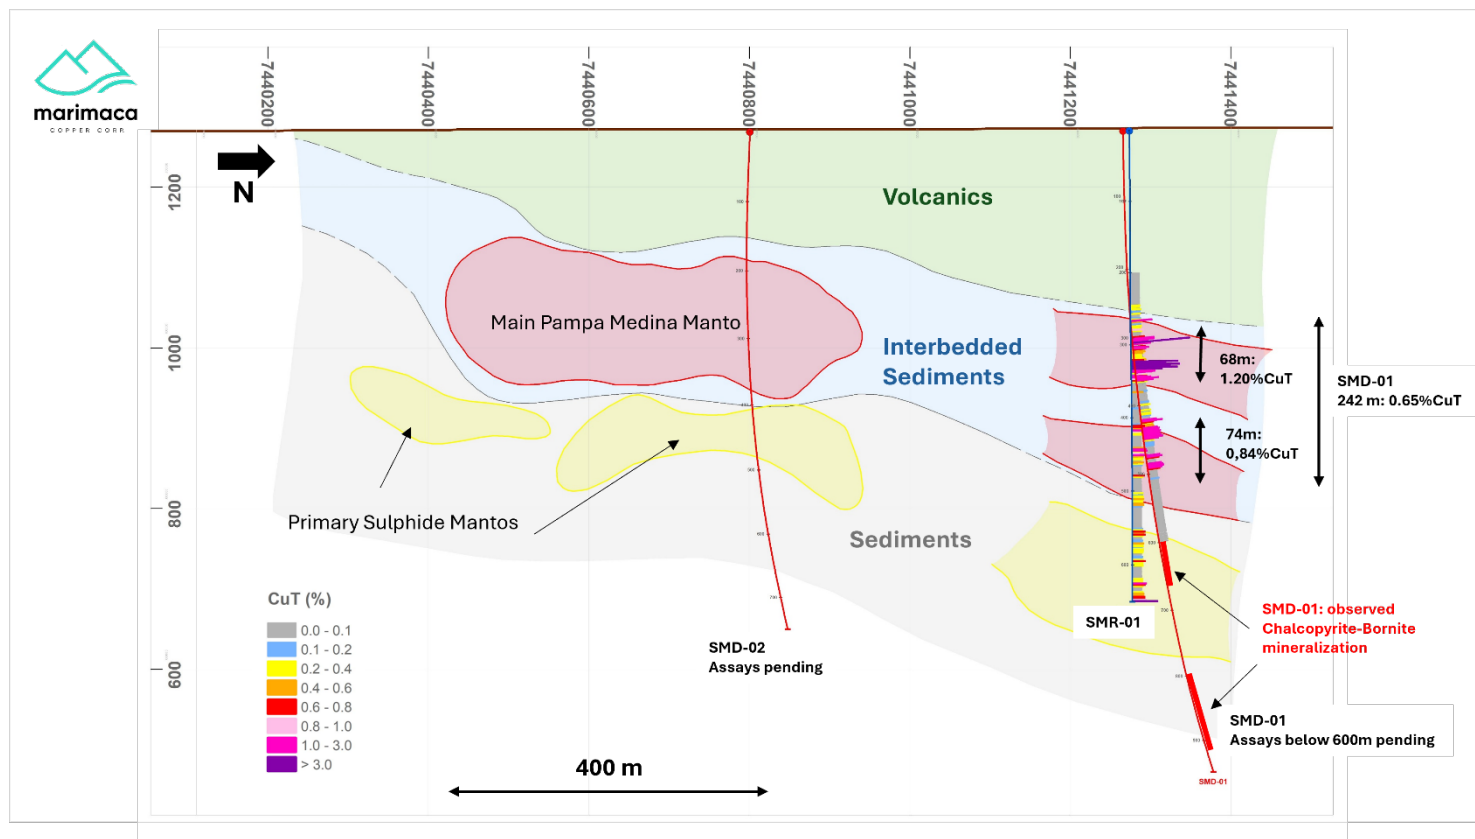 marimaca
COPPER CORP
7440200
7440400
7440600
7440800
7441000
7441200
7441400
N
1200
1000
800
600
Volcanics
Main Pampa Medina Manto
Interbedded
Sediments
68m:
1.20%CuT
SMD-01
242 m: 0.65%CuT
74m:
0,84%CuT
Primary Sulphide Mantos
Sediments
CuT (%)
0.0 - 0.1
0.1 - 0.2
0.2 - 0.4
0.4 - 0.6
0.6 - 0.8
0.8 - 1.0
1.0 - 3.0
> 3.0
SMR-01
SMD-01: observed
Chalcopyrite-Bornite
mineralization
SMD-02
Assays pending
SMD-01
Assays below 600m pending
400 m
SMD-01